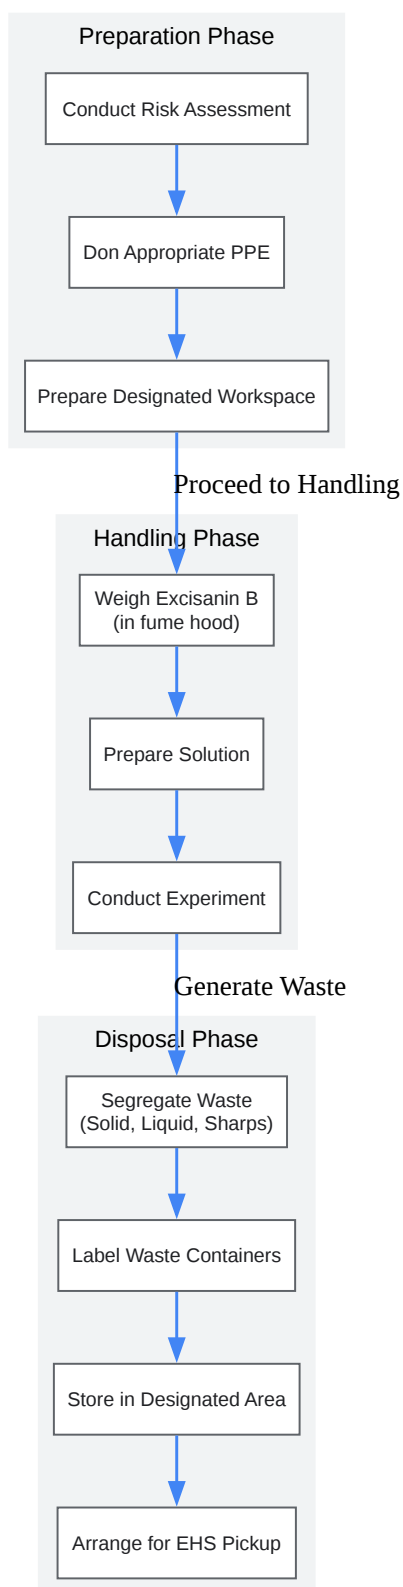 Preparation Phase
Conduct Risk Assessment
Don Appropriate PPE
Prepare Designated Workspace
Proceed to Handling
Handling Phase
Weigh Excisanin B
(in fume hood)
Prepare Solution
Conduct Experiment
Generate Waste
Disposal Phase
Segregate Waste
(Solid, Liquid, Sharps)
Label Waste Containers
Store in Designated Area
Arrange for EHS Pickup